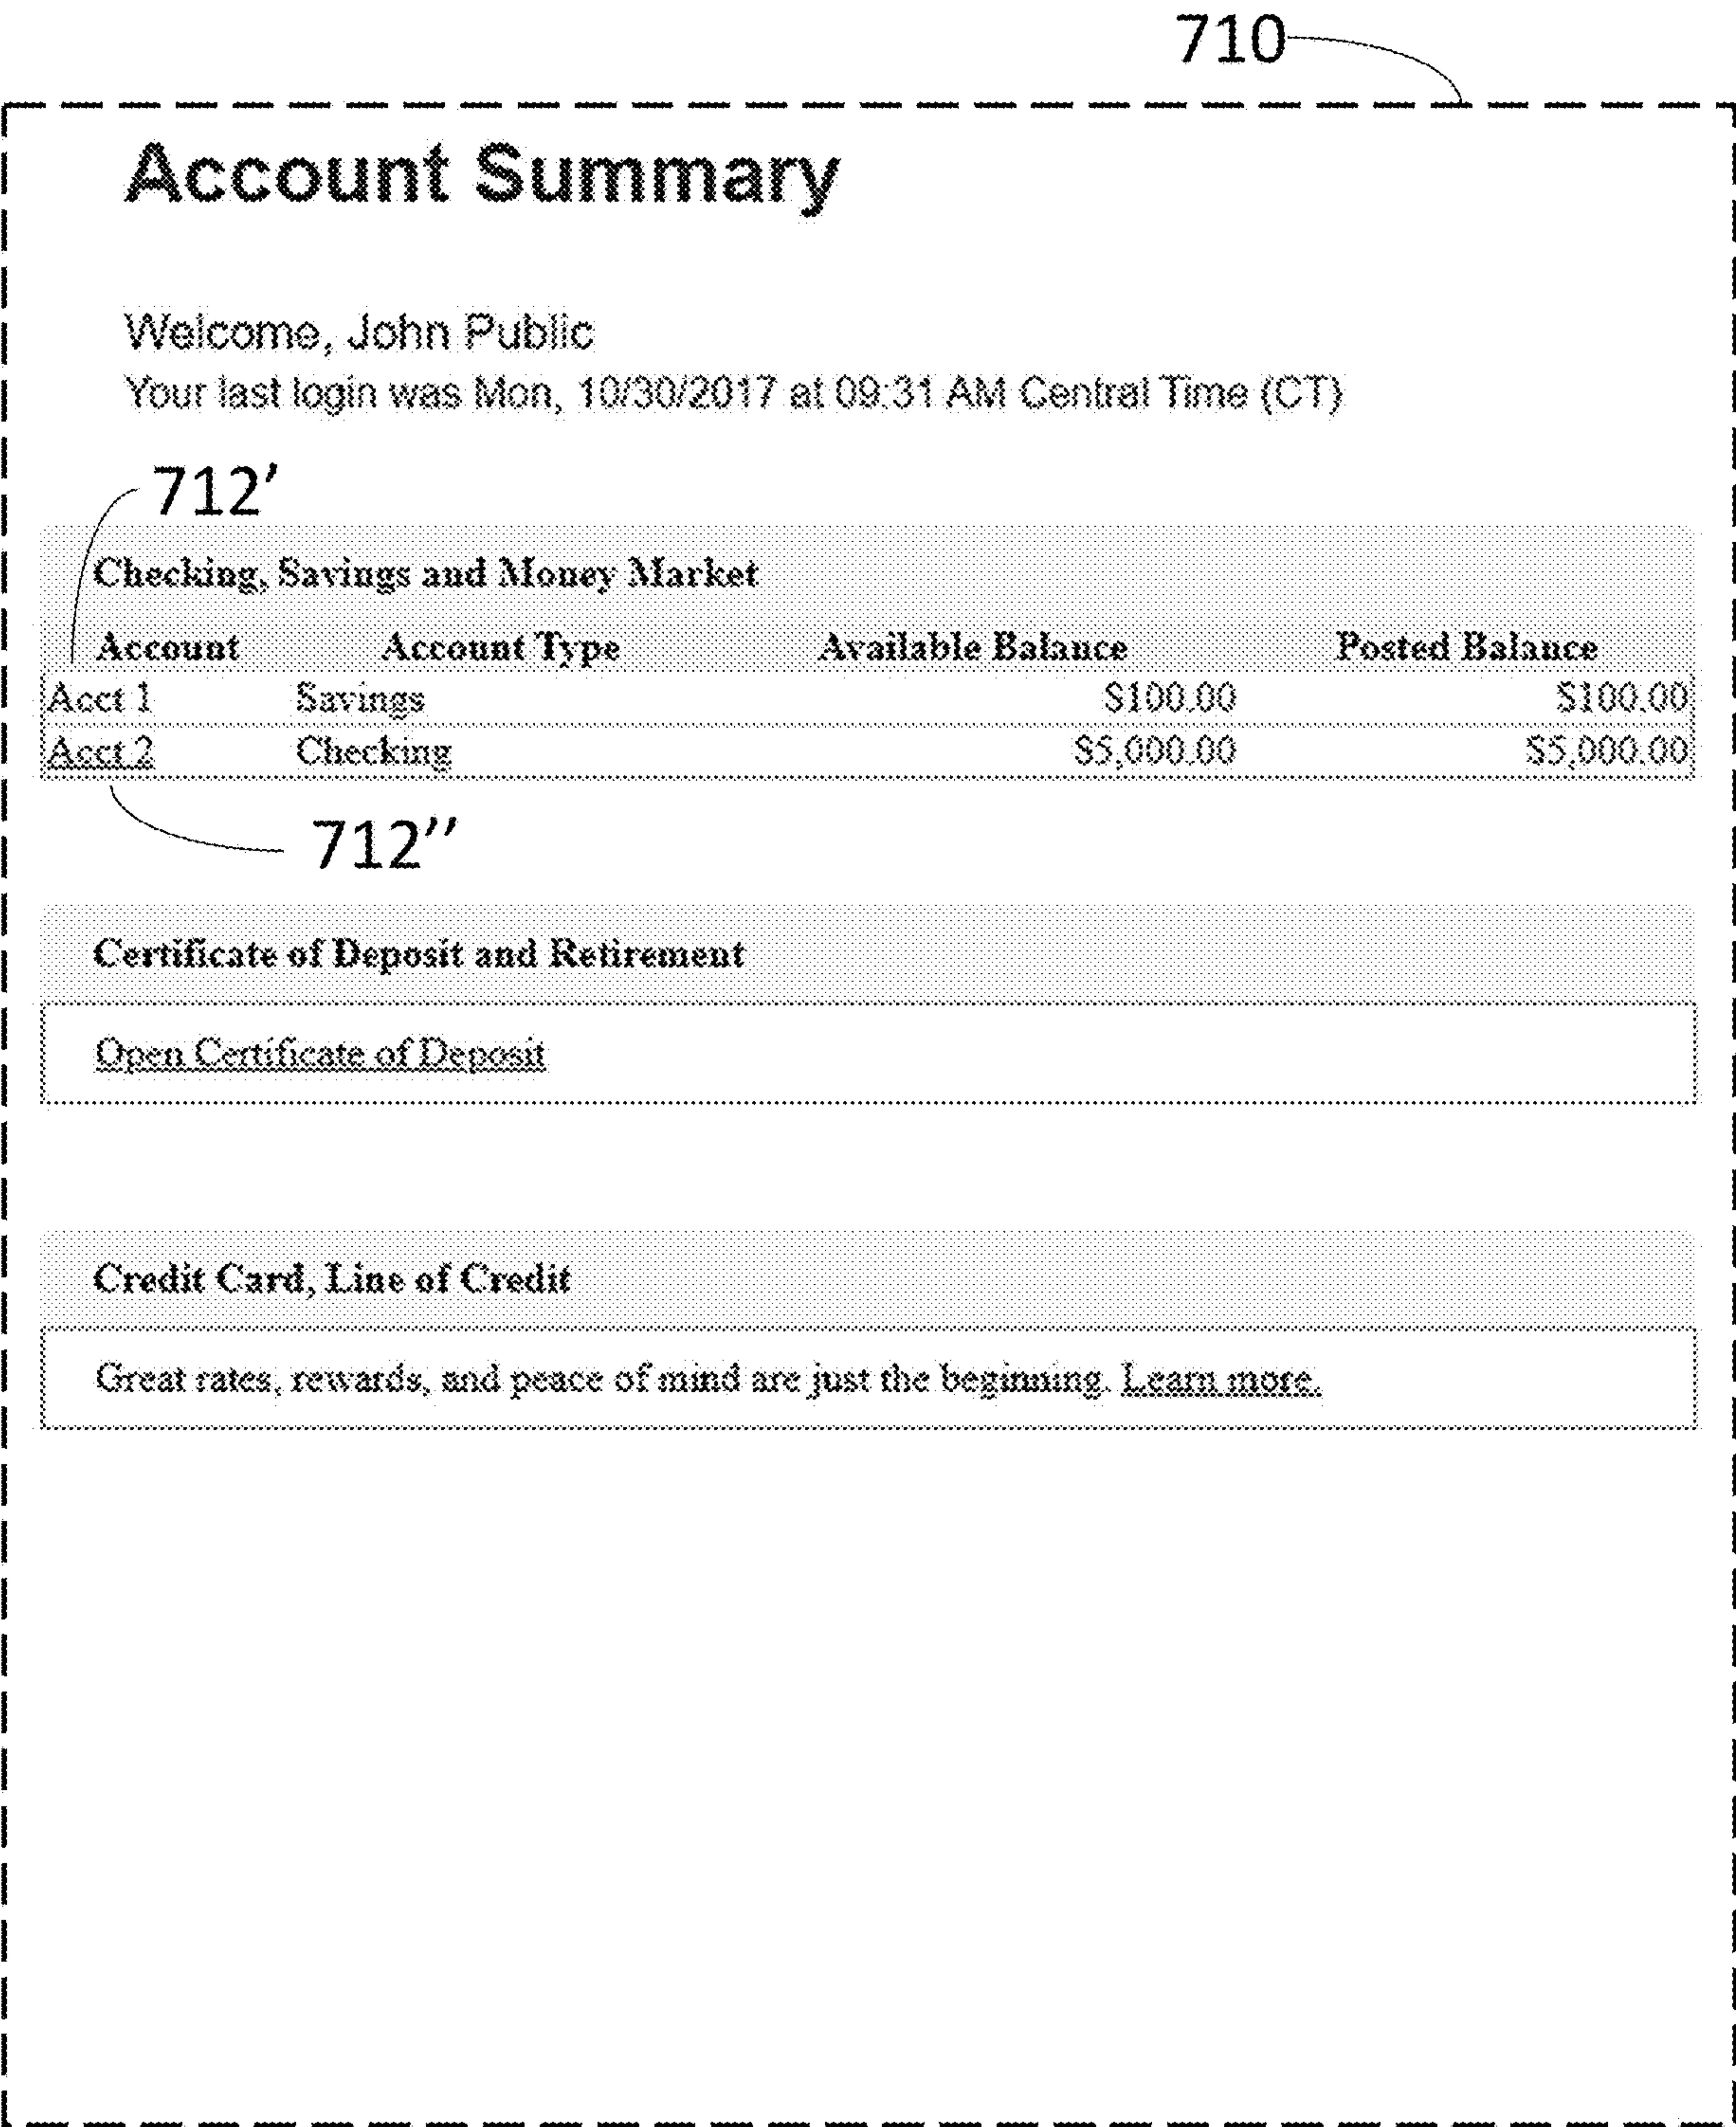 710
Account Summary
Welcome, John Public
Your last login was Mon, 10/30/2017 at 09:31 AM Central Time (CT)
712'
Checking, Savings and Money Market
Account Account Type Available Balance Posted Balance
Acct 1 Savings $100.00 $100.00
Acct 2 Checking $5,000.00 $5,000.00
712''
Certificate of Deposit and Retirement
Open Certificate of Deposit
Credit Card, Line of Credit
Great rates, rewards, and peace of mind are just the beginning. Learn more.